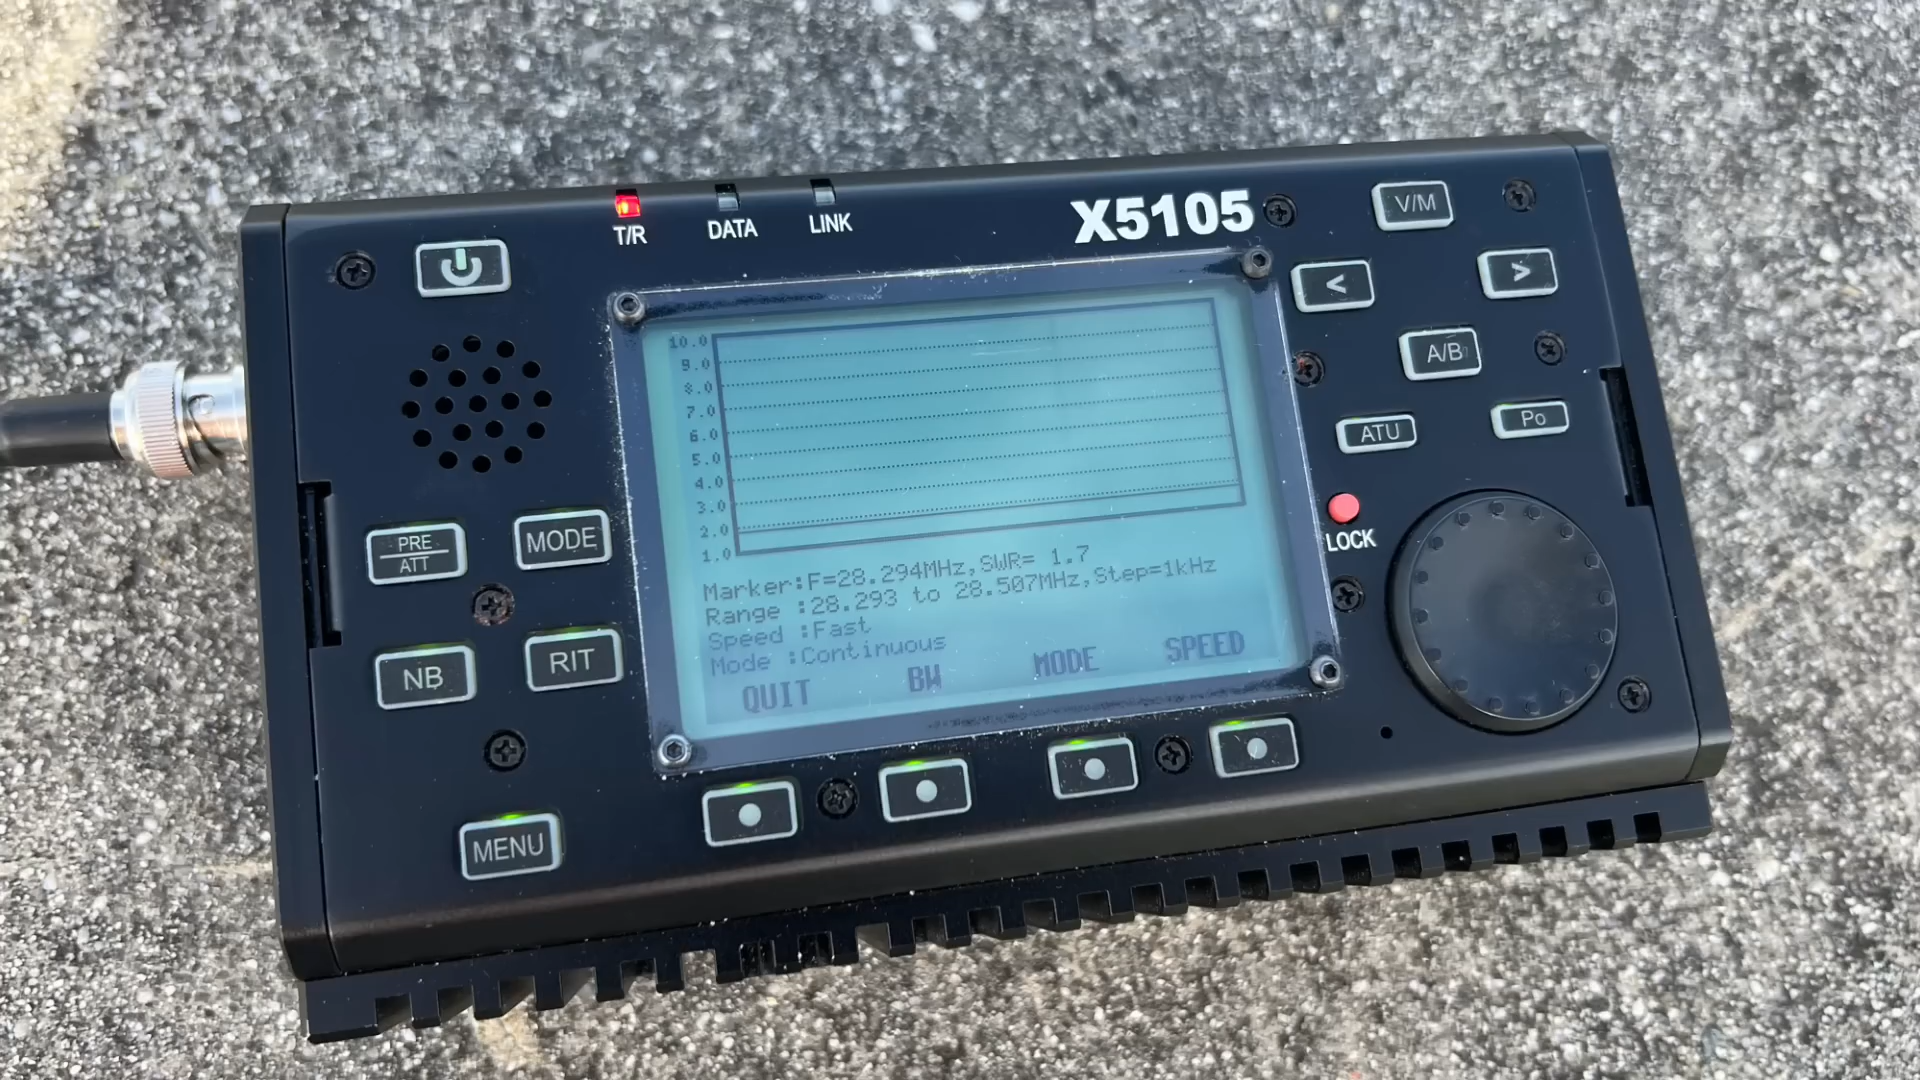 X5105
T/R DATA LINK
V/M
< >
A/B
ATU Po
LOCK
PRE
ATT
MODE
NB RIT
MENU
10.0
9.0
8.0
7.0
6.0
5.0
4.0
3.0
2.0
1.0
Marker:F=28.294MHz,SWR= 1.7
Range :28.293 to 28.507MHz,Step=1kHz
Speed :Fast
Mode :Continuous
QUIT BW MODE SPEED